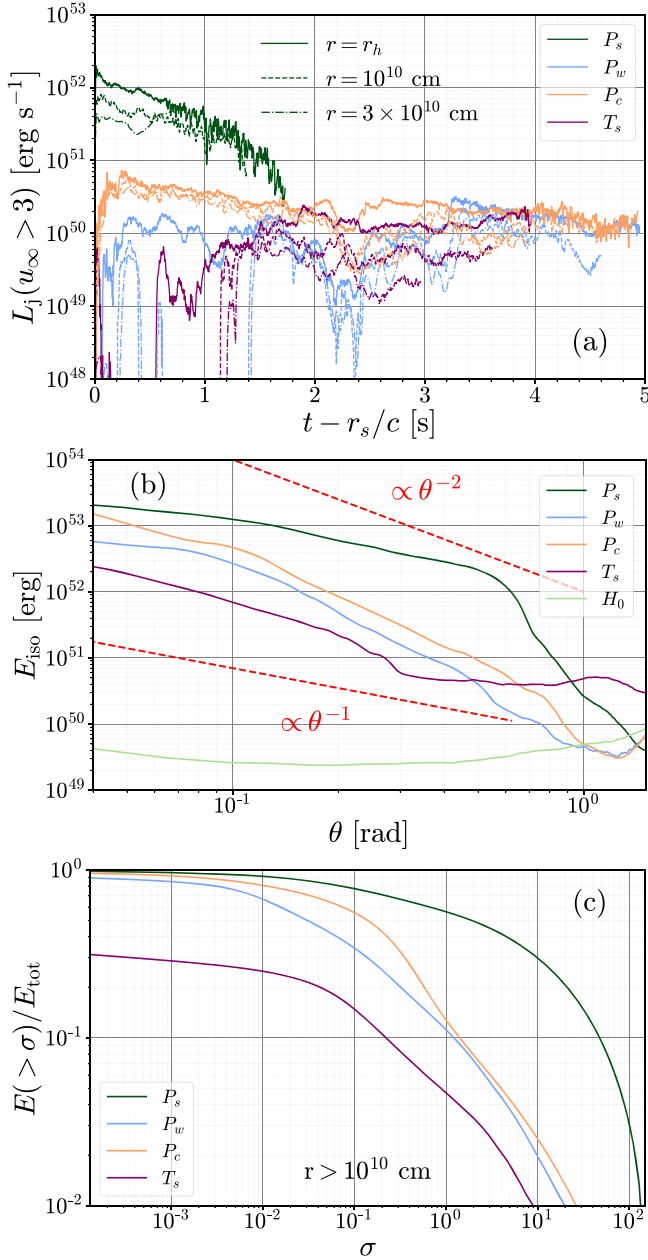 10^53
10^52
10^51
10^50
10^49
10^48
L_j(u_∞ > 3) [erg s^−1]
r = r_h
r = 10^10 cm
r = 3 × 10^10 cm
P_s
P_w
P_c
T_s
(a)
0 1 2 3 4 5
t − r_s/c [s]
10^54
10^53
10^52
10^51
10^50
10^49
E_iso [erg]
(b)
∝ θ^−2
P_s
P_w
P_c
T_s
H_0
∝ θ^−1
10^−1 10^0
θ [rad]
10^0
10^−1
10^−2
E(> σ)/E_tot
(c)
P_s
P_w
P_c
T_s
r > 10^10 cm
10^−3 10^−2 10^−1 10^0 10^1 10^2
σ